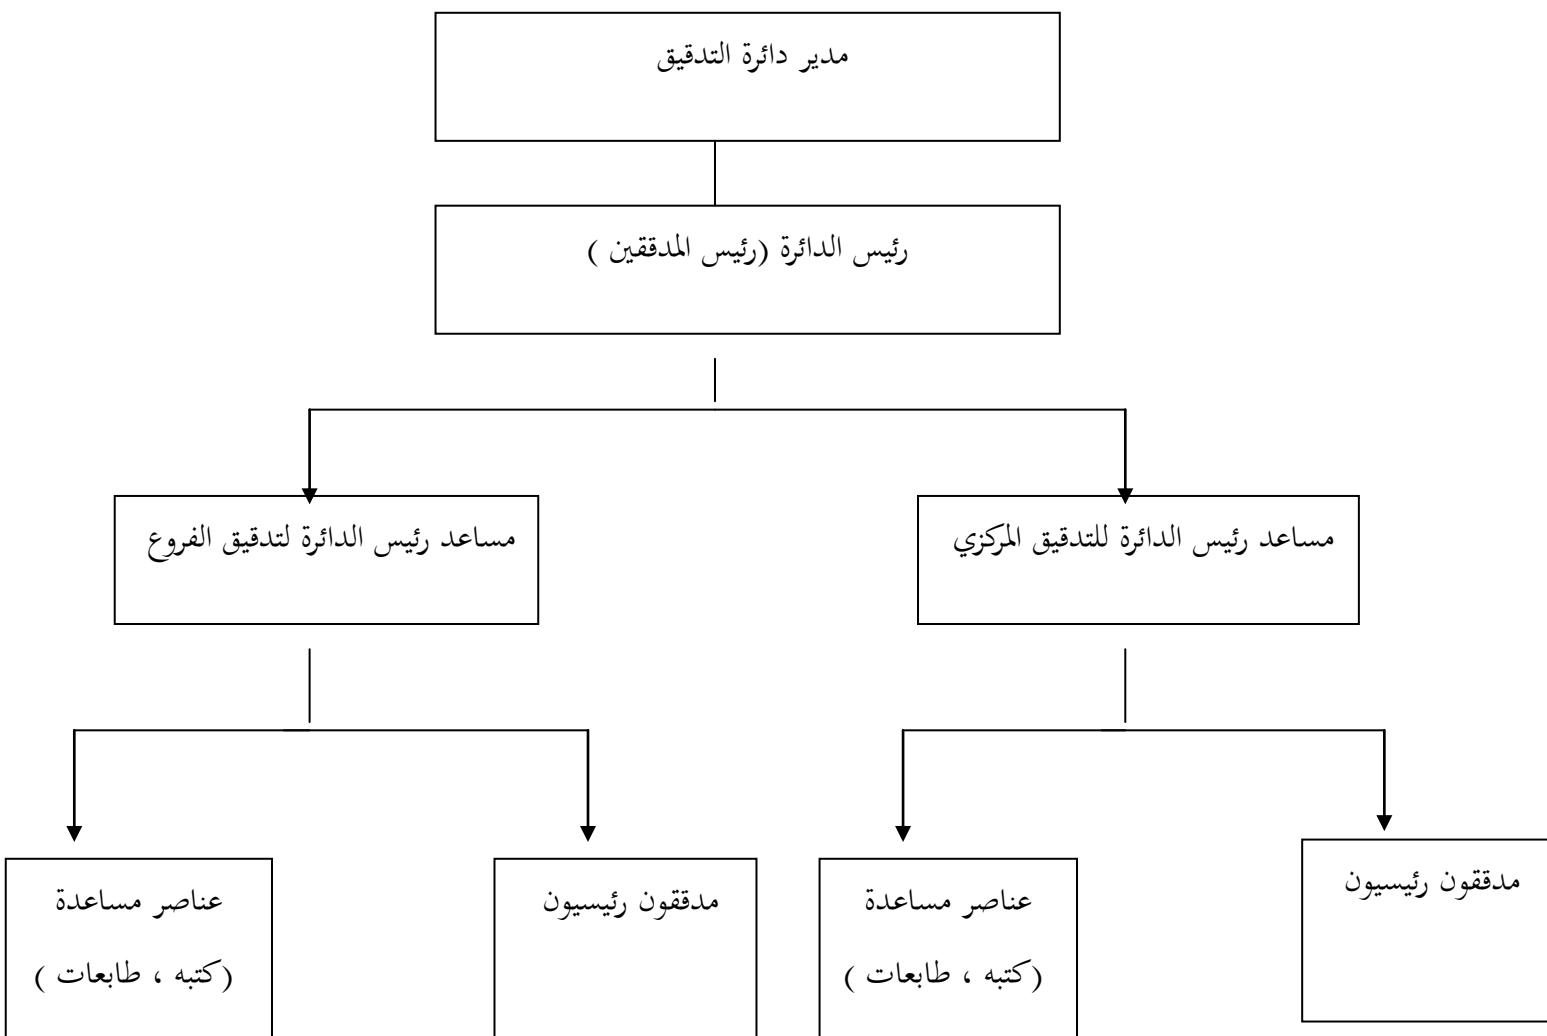 مدير دائرة التدقيق
رئيس الدائرة (رئيس المدققين )
مساعد رئيس الدائرة للتدقيق المركزي
مساعد رئيس الدائرة لتدقيق الفروع
مدققون رئيسيون
عناصر مساعدة
(كتبه ، طابعات )
مدققون رئيسيون
عناصر مساعدة
(كتبه ، طابعات )